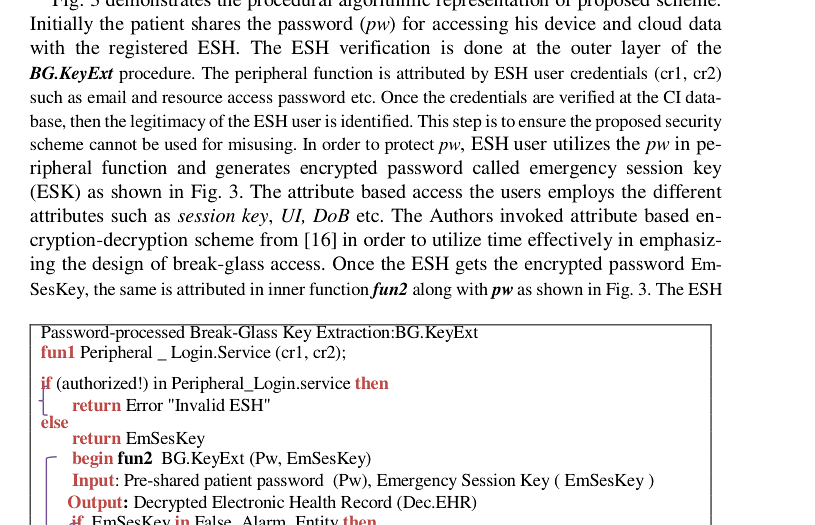 Fig. 3 demonstrates the procedural algorithmic representation of proposed scheme.
Initially the patient shares the password (pw) for accessing his device and cloud data
with the registered ESH. The ESH verification is done at the outer layer of the
BG.KeyExt procedure. The peripheral function is attributed by ESH user credentials (cr1, cr2)
such as email and resource access password etc. Once the credentials are verified at the CI data-
base, then the legitimacy of the ESH user is identified. This step is to ensure the proposed security
scheme cannot be used for misusing. In order to protect pw, ESH user utilizes the pw in pe-
ripheral function and generates encrypted password called emergency session key
(ESK) as shown in Fig. 3. The attribute based access the users employs the different
attributes such as session key, UI, DoB etc. The Authors invoked attribute based en-
cryption-decryption scheme from [16] in order to utilize time effectively in emphasiz-
ing the design of break-glass access. Once the ESH gets the encrypted password Em-
SesKey, the same is attributed in inner function fun2 along with pw as shown in Fig. 3. The ESH
Password-processed Break-Glass Key Extraction:BG.KeyExt
fun1 Peripheral _ Login.Service (cr1, cr2);
if (authorized!) in Peripheral_Login.service then
return Error "Invalid ESH"
else
return EmSesKey
begin fun2 BG.KeyExt (Pw, EmSesKey)
Input: Pre-shared patient password (Pw), Emergency Session Key ( EmSesKey )
Output: Decrypted Electronic Health Record (Dec.EHR)
if EmSesKey in False_Alarm_Entity then